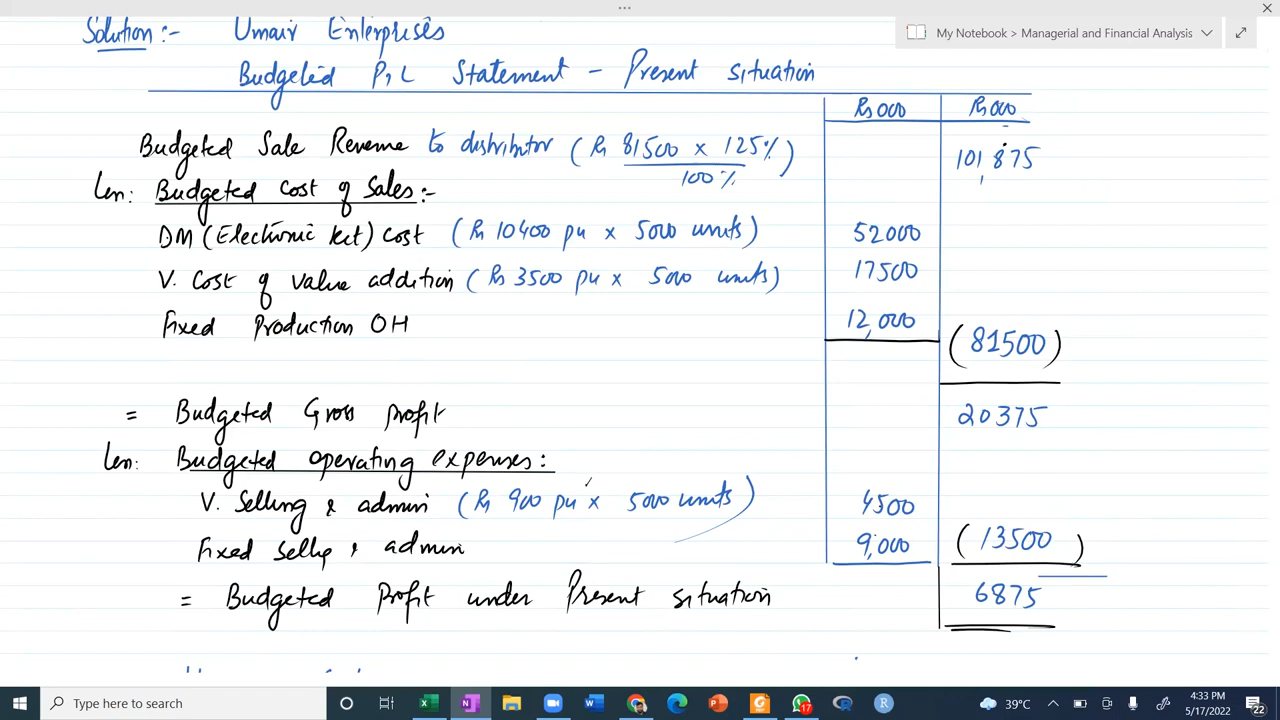 Solution :- Umair Enterprises
My Notebook > Managerial and Financial Analysis
Budgeted P, L Statement - Present situation
Rs 000 Rs 000
Budgeted Sale Revenue to distributor (Rs 81500 x 125% / 100%) 101,875
Len: Budgeted Cost of Sales:-
DM (Electronic kit) Cost (Rs 10400 pu x 5000 units) 52000
V. Cost of value addition (Rs 3500 pu x 5000 units) 17500
Fixed Production OH 12,000
(81500)
= Budgeted Gross profit 20375
Len: Budgeted operating expenses:
V. Selling & admin (Rs 900 pu x 5000 units) 4500
Fixed Selly & admin 9,000 (13500)
= Budgeted Profit under Present situation 6875
Type here to search
17
39°C
4:33 PM
5/17/2022
22